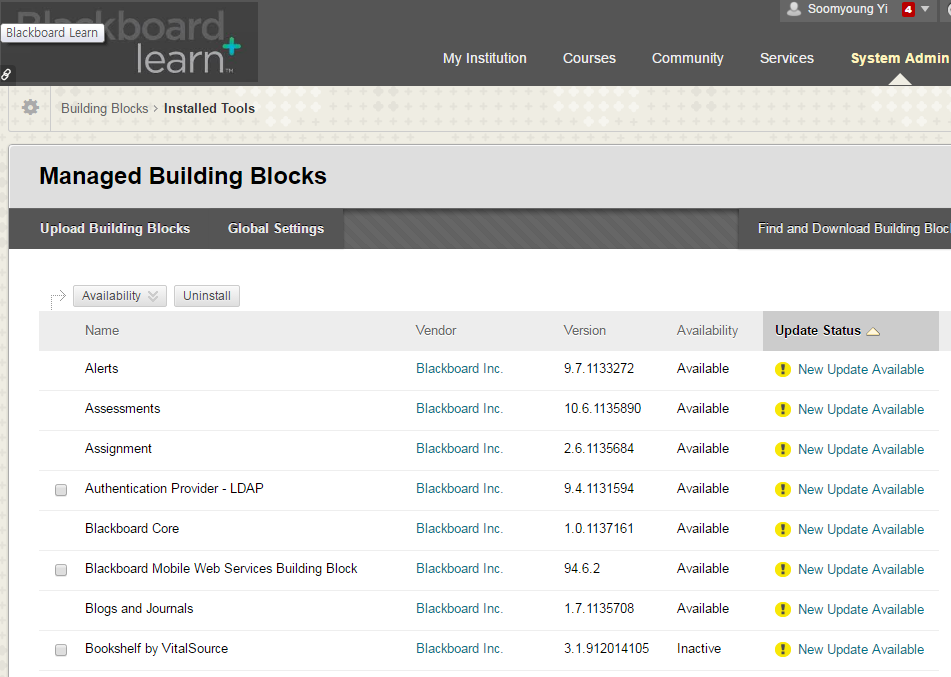 Blackboard
Blackboard Learn
learn+
TM
Soomyoung Yi 4
My Institution Courses Community Services System Admin
Building Blocks › Installed Tools
Managed Building Blocks
Upload Building Blocks Global Settings Find and Download Building Bloc
Availability Uninstall
Name Vendor Version Availability Update Status
Alerts Blackboard Inc. 9.7.1133272 Available ! New Update Available
Assessments Blackboard Inc. 10.6.1135890 Available ! New Update Available
Assignment Blackboard Inc. 2.6.1135684 Available ! New Update Available
Authentication Provider - LDAP Blackboard Inc. 9.4.1131594 Available ! New Update Available
Blackboard Core Blackboard Inc. 1.0.1137161 Available ! New Update Available
Blackboard Mobile Web Services Building Block Blackboard Inc. 94.6.2 Available ! New Update Available
Blogs and Journals Blackboard Inc. 1.7.1135708 Available ! New Update Available
Bookshelf by VitalSource Blackboard Inc. 3.1.912014105 Inactive ! New Update Available